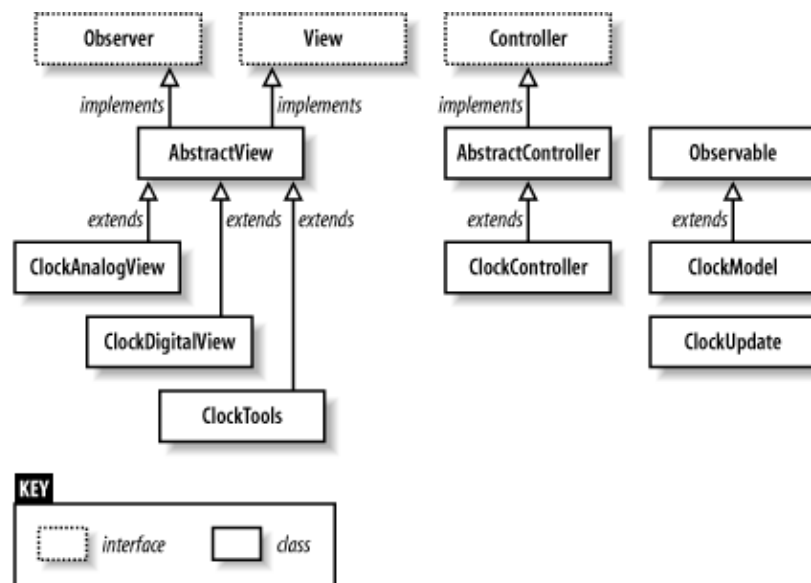 Observer
View
Controller
implements
implements
implements
AbstractView
AbstractController
Observable
extends
extends
extends
extends
extends
ClockAnalogView
ClockController
ClockModel
ClockDigitalView
ClockUpdate
ClockTools
KEY
interface
class